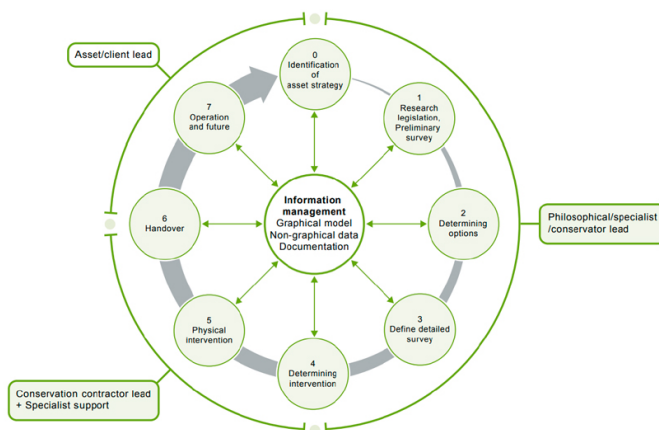 Asset/client lead
0
Identification of
asset strategy
1
Research
legislation,
Preliminary
survey
7
Operation
and future
Information
management
Graphical model
Non-graphical data
Documentation
6
Handover
2
Determining
options
Philosophical/specialist
/conservator lead
5
Physical
intervention
3
Define detailed
survey
4
Determining
intervention
Conservation contractor lead
+ Specialist support